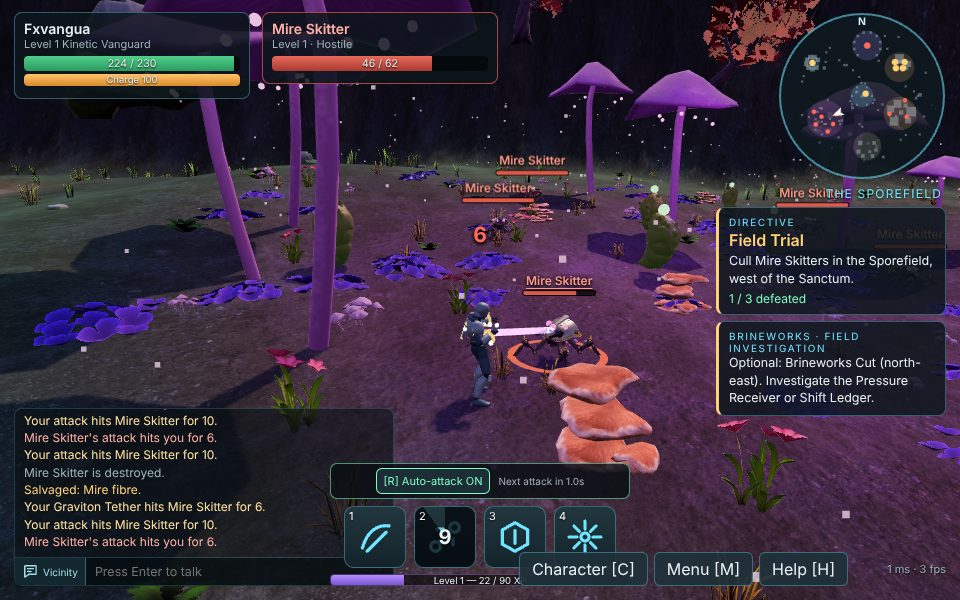 Fxvangua
Level 1 Kinetic Vanguard
224 / 230
Charge 100
Mire Skitter
Level 1 · Hostile
46 / 62
N
THE SPOREFIELD
Mire Skitter
Mire Skitter
Mire Skitter
Mire Skitter
6
Mire Skitter
DIRECTIVE
Field Trial
Cull Mire Skitters in the Sporefield,
west of the Sanctum.
1 / 3 defeated
BRINEWORKS · FIELD
INVESTIGATION
Optional: Brineworks Cut (north-
east). Investigate the Pressure
Receiver or Shift Ledger.
Your attack hits Mire Skitter for 10.
Mire Skitter's attack hits you for 6.
Your attack hits Mire Skitter for 10.
Mire Skitter is destroyed.
Salvaged: Mire fibre.
Your Graviton Tether hits Mire Skitter for 6.
Your attack hits Mire Skitter for 10.
Mire Skitter's attack hits you for 6.
Vicinity
Press Enter to talk
[R] Auto-attack ON
Next attack in 1.0s
1
2
9
3
4
Level 1 — 22 / 90 X
Character [C]
Menu [M]
Help [H]
1 ms · 3 fps